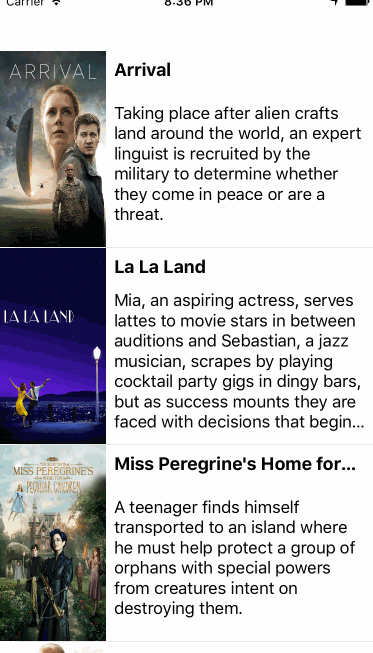 Carrier 8:36 PM
ARRIVAL
Arrival
Taking place after alien crafts
land around the world, an expert
linguist is recruited by the
military to determine whether
they come in peace or are a
threat.
LA LA LAND
La La Land
Mia, an aspiring actress, serves
lattes to movie stars in between
auditions and Sebastian, a jazz
musician, scrapes by playing
cocktail party gigs in dingy bars,
but as success mounts they are
faced with decisions that begin...
MISS PEREGRINE'S
HOME FOR
PECULIAR CHILDREN
Miss Peregrine's Home for...
A teenager finds himself
transported to an island where
he must help protect a group of
orphans with special powers
from creatures intent on
destroying them.